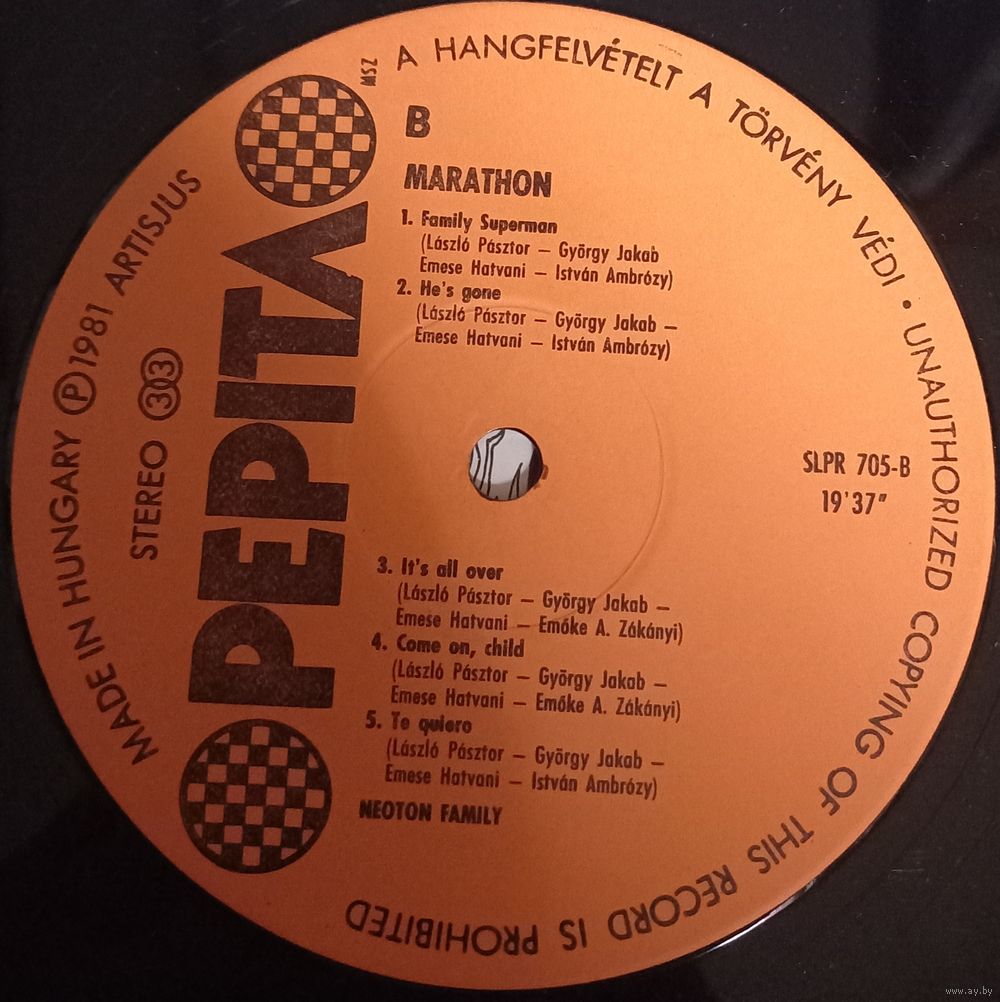 A HANGFELVÉTELT A TÖRVÉNY VÉDI • UNAUTHORIZED COPYING OF THIS RECORD IS PROHIBITED
MADE IN HUNGARY Ⓟ 1981 ARTISJUS
STEREO 33
PEPITA
MSZ
B
MARATHON
1. Family Superman
(László Pásztor – György Jakab
Emese Hatvani – István Ambrózy)
2. He's gone
(László Pásztor – György Jakab –
Emese Hatvani – István Ambrózy)
SLPR 705-B
19'37"
3. It's all over
(László Pásztor – György Jakab –
Emese Hatvani – Emőke A. Zákányi)
4. Come on, child
(László Pásztor – György Jakab –
Emese Hatvani – Emőke A. Zákányi)
5. Te quiero
(László Pásztor – György Jakab –
Emese Hatvani – István Ambrózy)
NEOTON FAMILY
www.ay.by